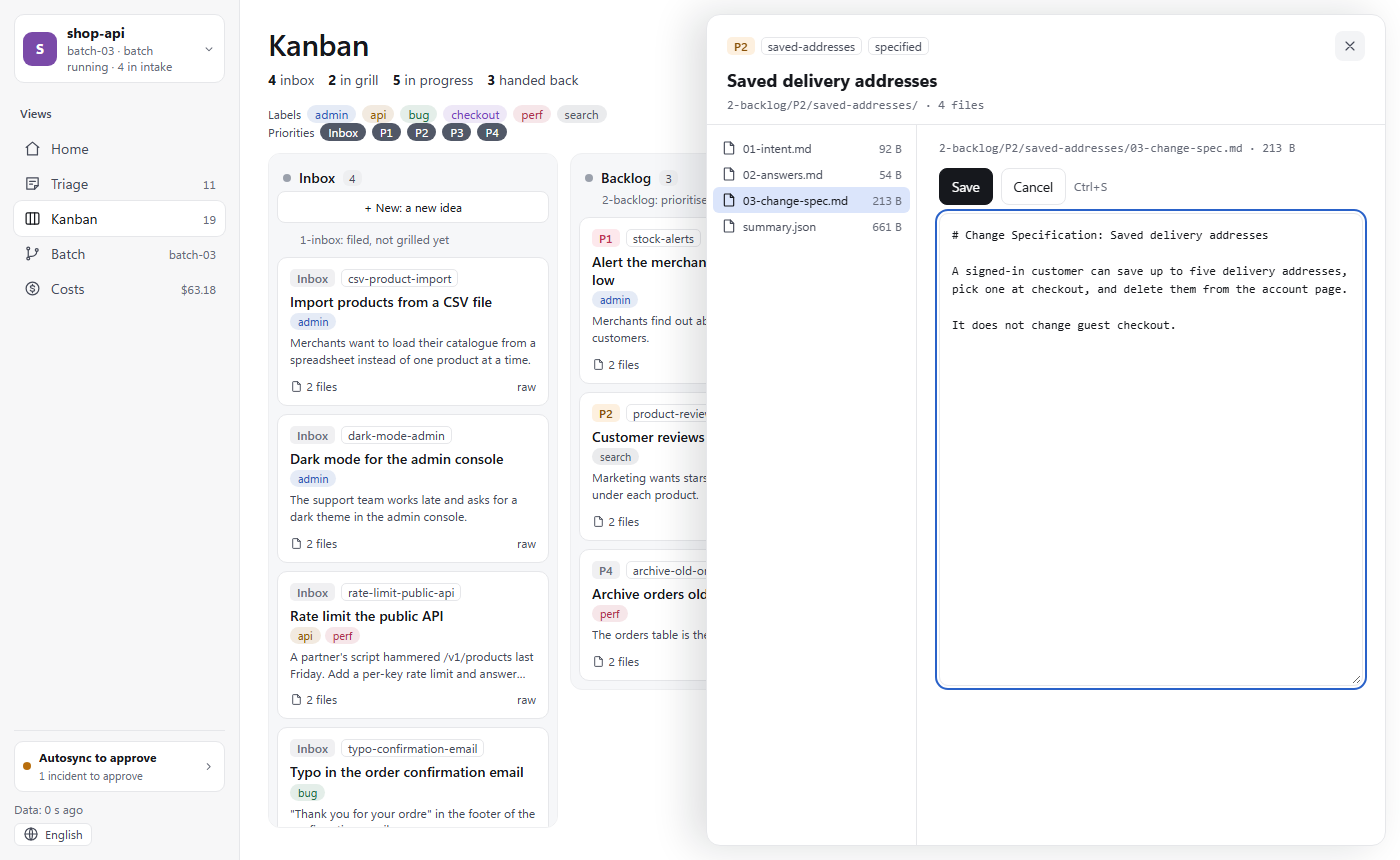 S
shop-api
batch-03 · batch
running · 4 in intake
Views
Home
Triage 11
Kanban 19
Batch batch-03
Costs $63.18
Autosync to approve
1 incident to approve
Data: 0 s ago
English
Kanban
4 inbox 2 in grill 5 in progress 3 handed back
Labels admin api bug checkout perf search
Priorities Inbox P1 P2 P3 P4
Inbox 4
+ New: a new idea
1-inbox: filed, not grilled yet
Inbox csv-product-import
Import products from a CSV file
admin
Merchants want to load their catalogue from a
spreadsheet instead of one product at a time.
2 files raw
Inbox dark-mode-admin
Dark mode for the admin console
admin
The support team works late and asks for a
dark theme in the admin console.
2 files raw
Inbox rate-limit-public-api
Rate limit the public API
api perf
A partner's script hammered /v1/products last
Friday. Add a per-key rate limit and answer...
2 files raw
Inbox typo-confirmation-email
Typo in the order confirmation email
bug
"Thank you for your ordre" in the footer of the
Backlog 3
2-backlog: prioritise
P1 stock-alerts
Alert the merchan
low
admin
Merchants find out ab
customers.
2 files
P2 product-review
Customer reviews
search
Marketing wants stars
under each product.
2 files
P4 archive-old-or
Archive orders old
perf
The orders table is the
2 files
P2 saved-addresses specified
Saved delivery addresses
2-backlog/P2/saved-addresses/ · 4 files
01-intent.md 92 B
02-answers.md 54 B
03-change-spec.md 213 B
summary.json 661 B
2-backlog/P2/saved-addresses/03-change-spec.md · 213 B
Save Cancel Ctrl+S
# Change Specification: Saved delivery addresses
A signed-in customer can save up to five delivery addresses,
pick one at checkout, and delete them from the account page.
It does not change guest checkout.